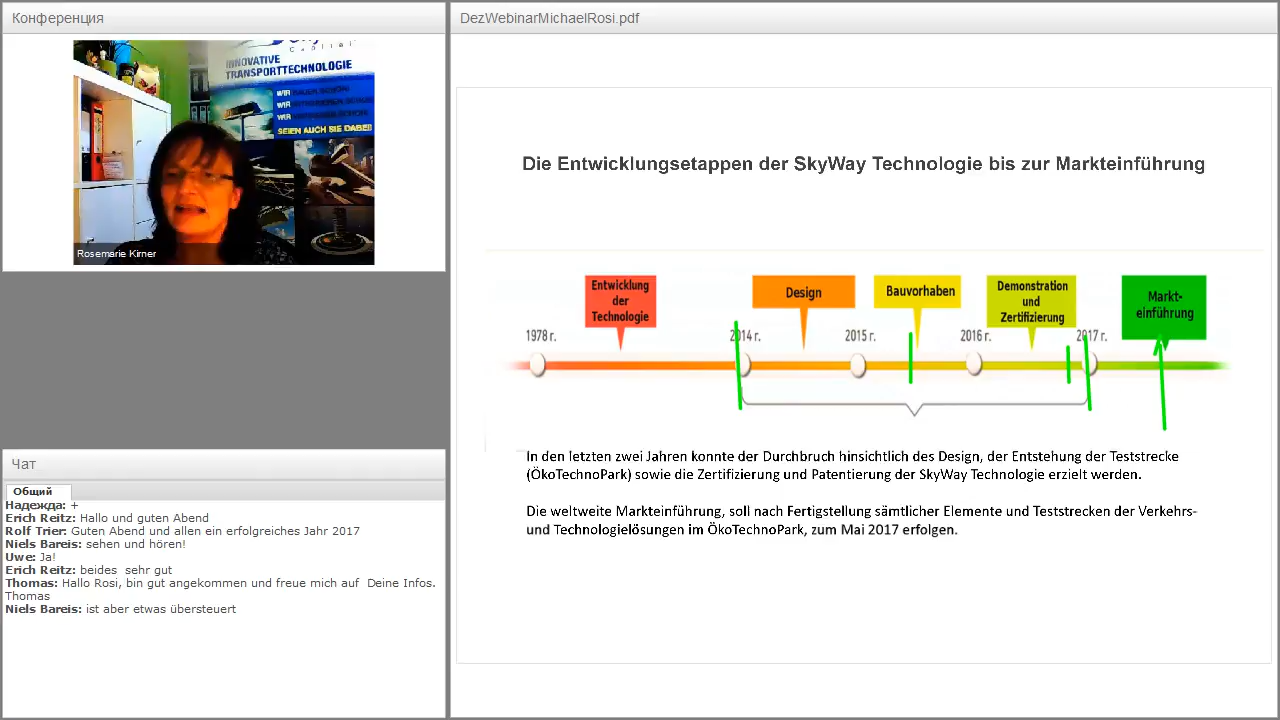 Конференция
DezWebinarMichaelRosi.pdf
Capital
INNOVATIVE
TRANSPORTTECHNOLOGIE
WIR
WIR
WIR
SEIEN AUCH SIE DABEI!
Rosemarie Kirner
Die Entwicklungsetappen der SkyWay Technologie bis zur Markteinführung
Entwicklung
der
Technologie
Design
Bauvorhaben
Demonstration
und
Zertifizierung
Markt-
einführung
1978 г.
2014 г.
2015 г.
2016 г.
2017 г.
In den letzten zwei Jahren konnte der Durchbruch hinsichtlich des Design, der Entstehung der Teststrecke
(ÖkoTechnoPark) sowie die Zertifizierung und Patentierung der SkyWay Technologie erzielt werden.
Die weltweite Markteinführung, soll nach Fertigstellung sämtlicher Elemente und Teststrecken der Verkehrs-
und Technologielösungen im ÖkoTechnoPark, zum Mai 2017 erfolgen.
Чат
Общий
Надежда: +
Erich Reitz: Hallo und guten Abend
Rolf Trier: Guten Abend und allen ein erfolgreiches Jahr 2017
Niels Bareis: sehen und hören!
Uwe: Ja!
Erich Reitz: beides  sehr gut
Thomas: Hallo Rosi, bin gut angekommen und freue mich auf  Deine Infos.
Thomas
Niels Bareis: ist aber etwas übersteuert